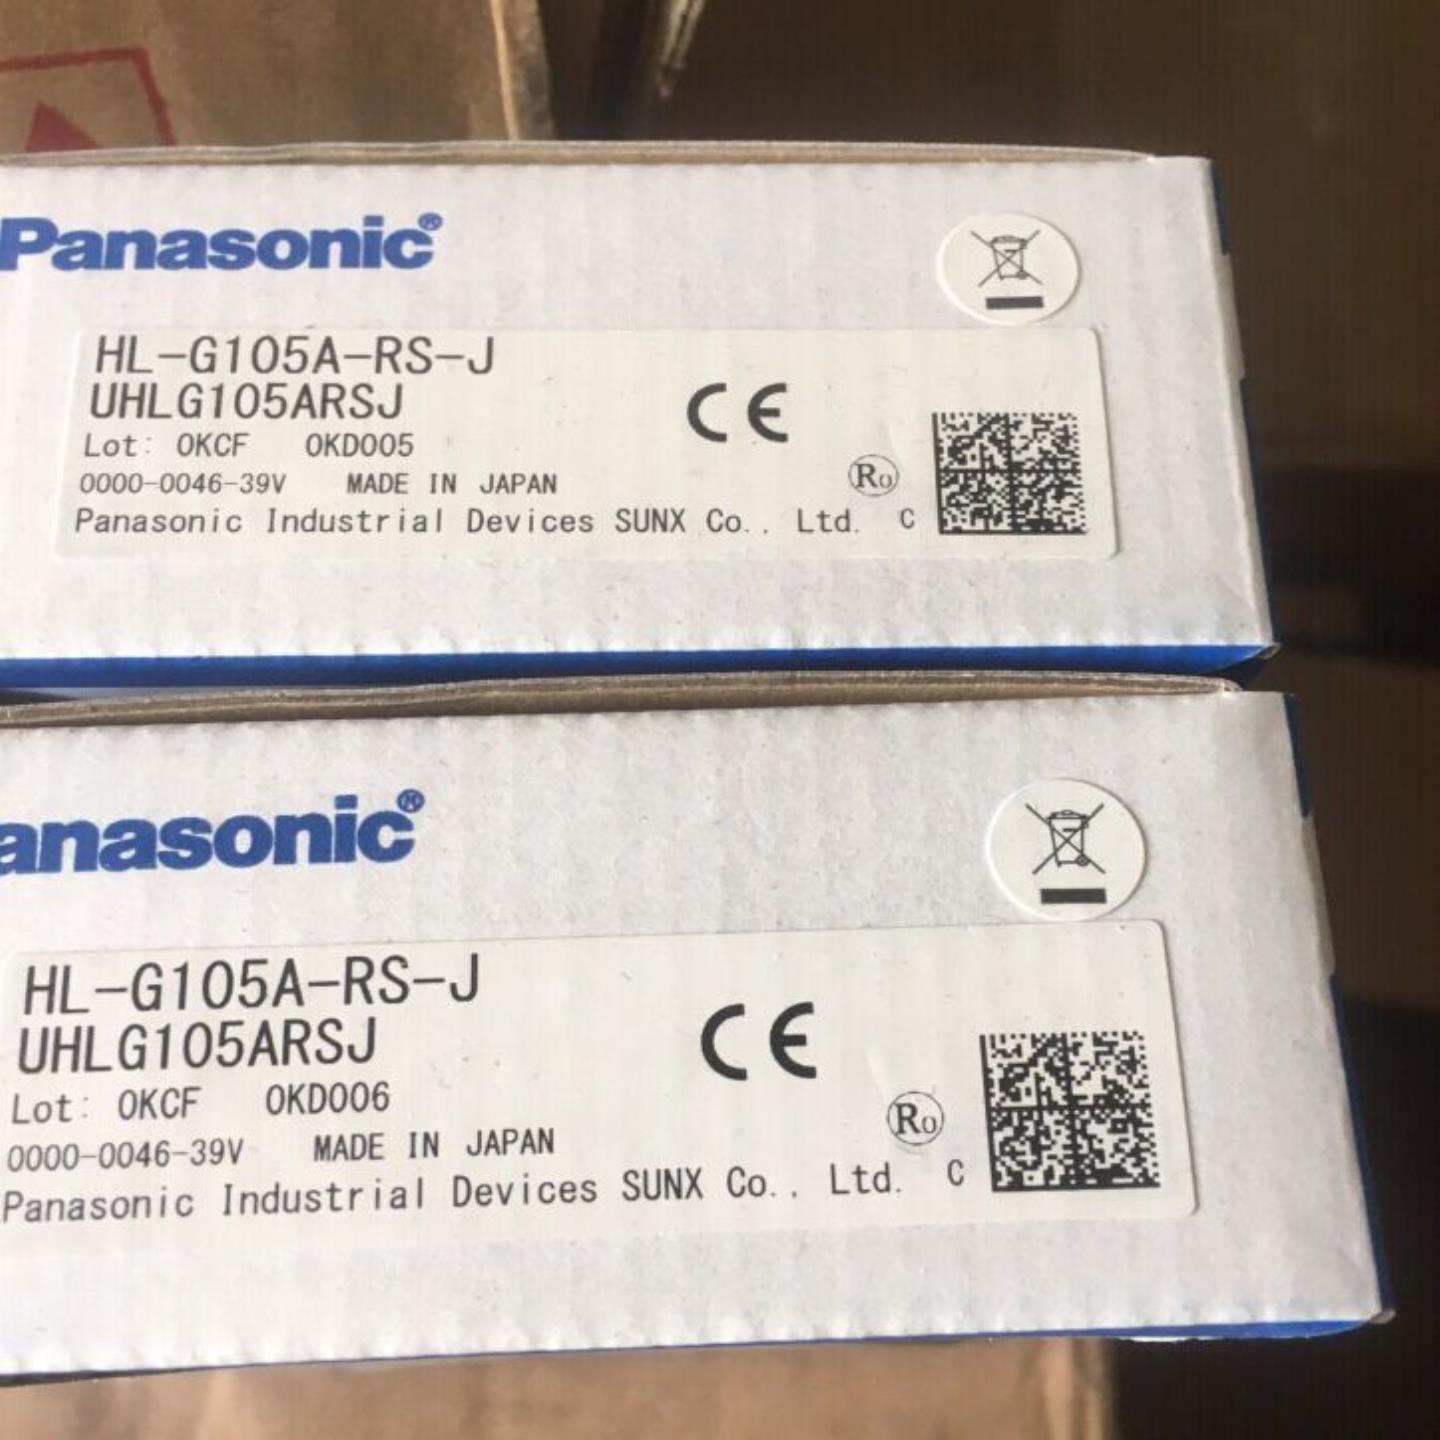 Panasonic®
HL-G105A-RS-J
UHLG105ARSJ
Lot: 0KCF 0KD005
0000-0046-39V MADE IN JAPAN
Panasonic Industrial Devices SUNX Co., Ltd. C
CE
Ro
anasonic®
HL-G105A-RS-J
UHLG105ARSJ
Lot: 0KCF 0KD006
0000-0046-39V MADE IN JAPAN
Panasonic Industrial Devices SUNX Co., Ltd. C
CE
Ro